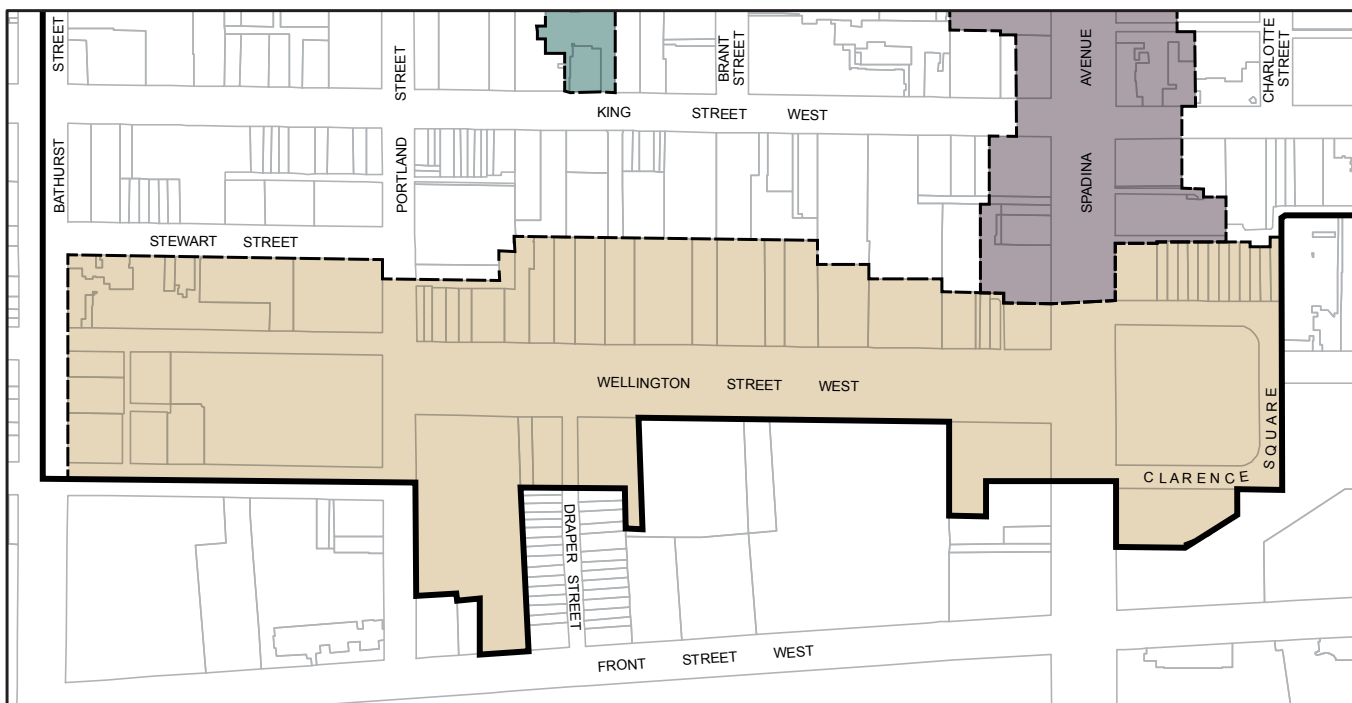 STREET
STREET
BRANT
STREET
AVENUE
CHARLOTTE
STREET
KING STREET WEST
BATHURST
PORTLAND
SPADINA
STEWART STREET
WELLINGTON STREET WEST
CLARENCE SQUARE
DRAPER STREET
FRONT STREET WEST